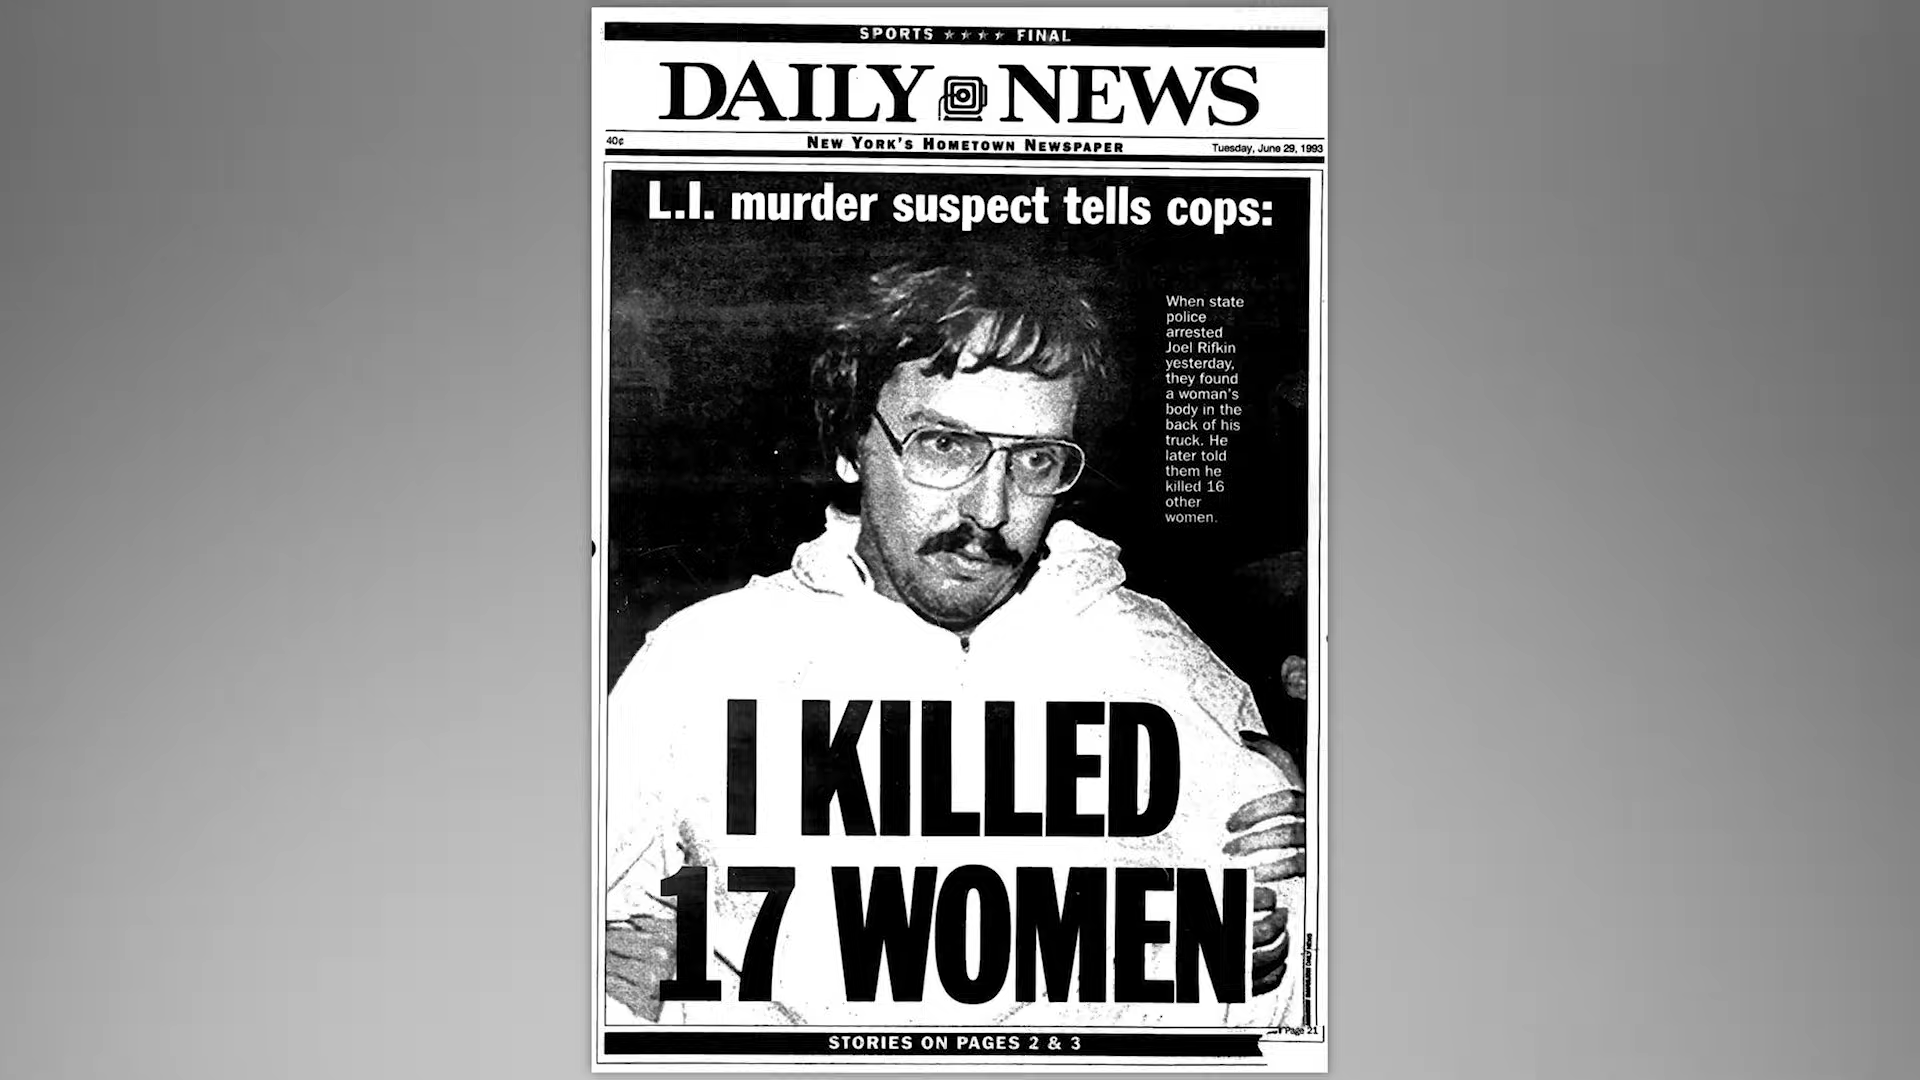 SPORTS ★★★★ FINAL
DAILY NEWS
40¢
NEW YORK'S HOMETOWN NEWSPAPER
Tuesday, June 29, 1993
L.I. murder suspect tells cops:
When state
police
arrested
Joel Rifkin
yesterday,
they found
a woman's
body in the
back of his
truck. He
later told
them he
killed 16
other
women.
I KILLED
17 WOMEN
Page 21
STORIES ON PAGES 2 & 3